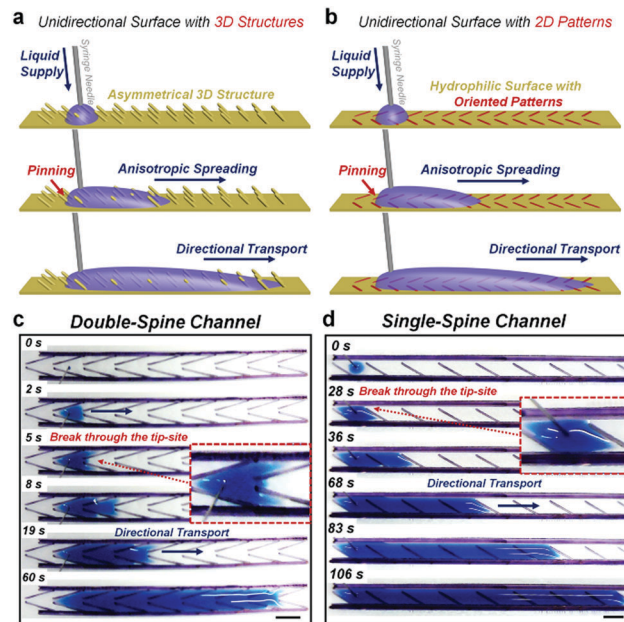 a Unidirectional Surface with 3D Structures
Liquid
Supply
Syringe Needle
Asymmetrical 3D Structure
Pinning
Anisotropic Spreading
Directional Transport
b Unidirectional Surface with 2D Patterns
Liquid
Supply
Syringe Needle
Hydrophilic Surface with
Oriented Patterns
Pinning
Anisotropic Spreading
Directional Transport
c Double-Spine Channel
0 s
2 s
5 s Break through the tip-site
8 s
19 s Directional Transport
60 s
d Single-Spine Channel
0 s
28 s Break through the tip-site
36 s
68 s Directional Transport
83 s
106 s